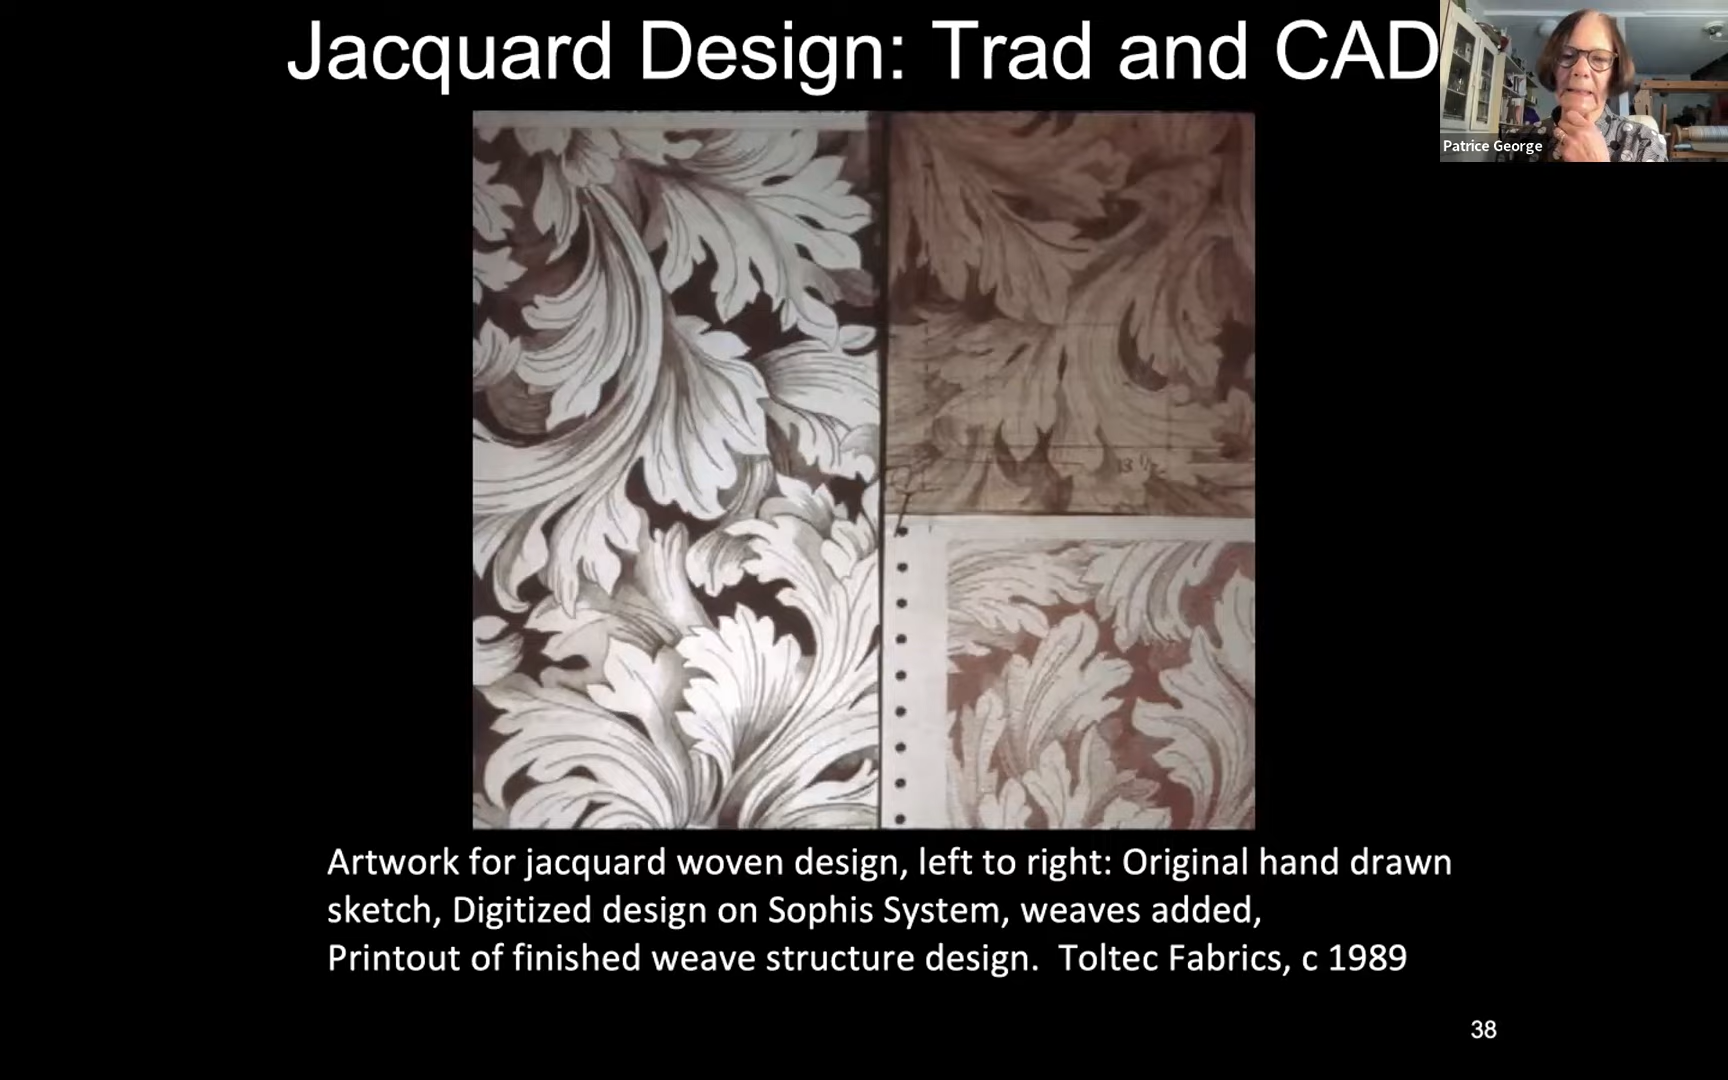 Jacquard Design: Trad and CAD
Patrice George
13 1/2
Artwork for jacquard woven design, left to right: Original hand drawn
sketch, Digitized design on Sophis System, weaves added,
Printout of finished weave structure design.  Toltec Fabrics, c 1989
38